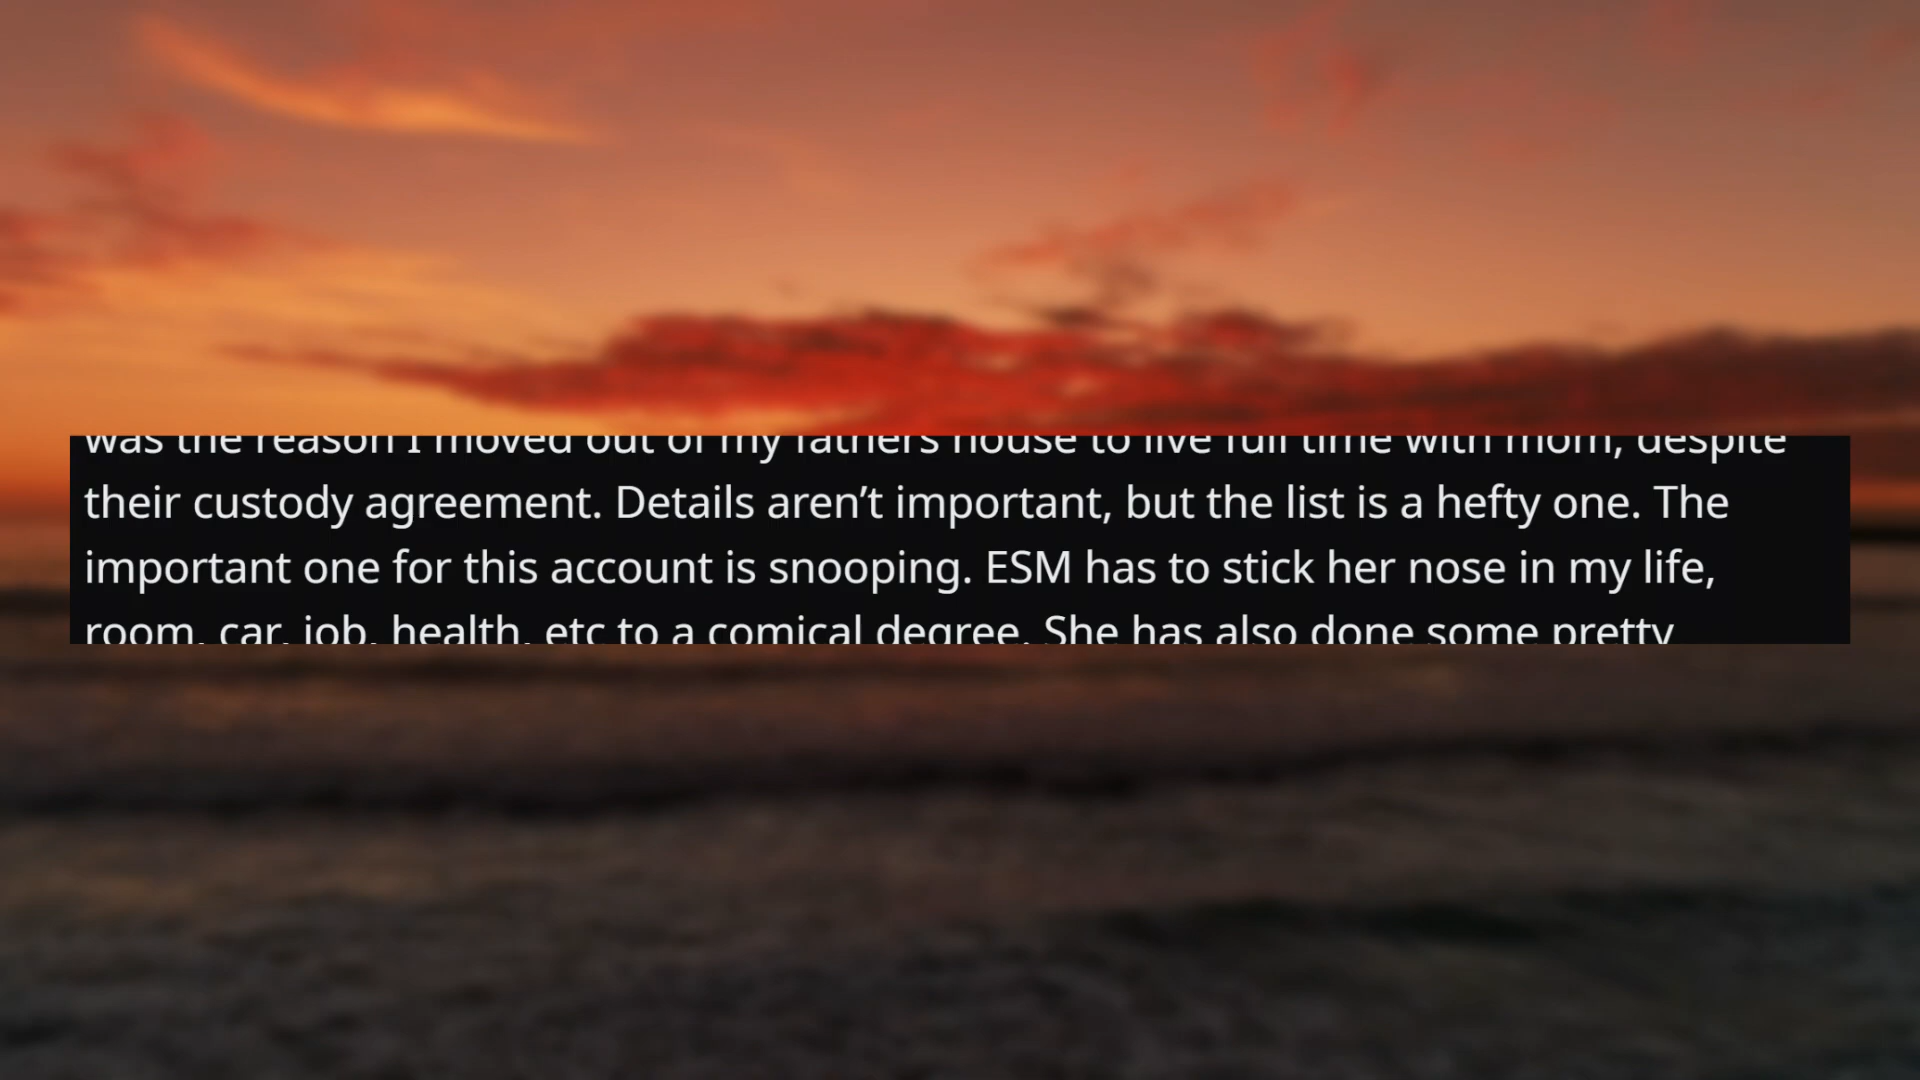 was the reason I moved out of my fathers house to live full time with mom, despite
their custody agreement. Details aren’t important, but the list is a hefty one. The
important one for this account is snooping. ESM has to stick her nose in my life,
room, car, job, health, etc to a comical degree. She has also done some pretty